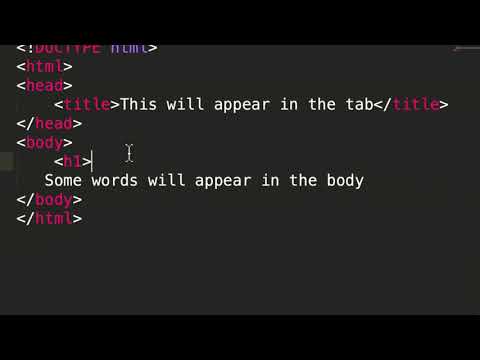 <!DOCTYPE html>
<html>
<head>
<title>This will appear in the tab</title>
</head>
<body>
<h1>
Some words will appear in the body
</body>
</html>